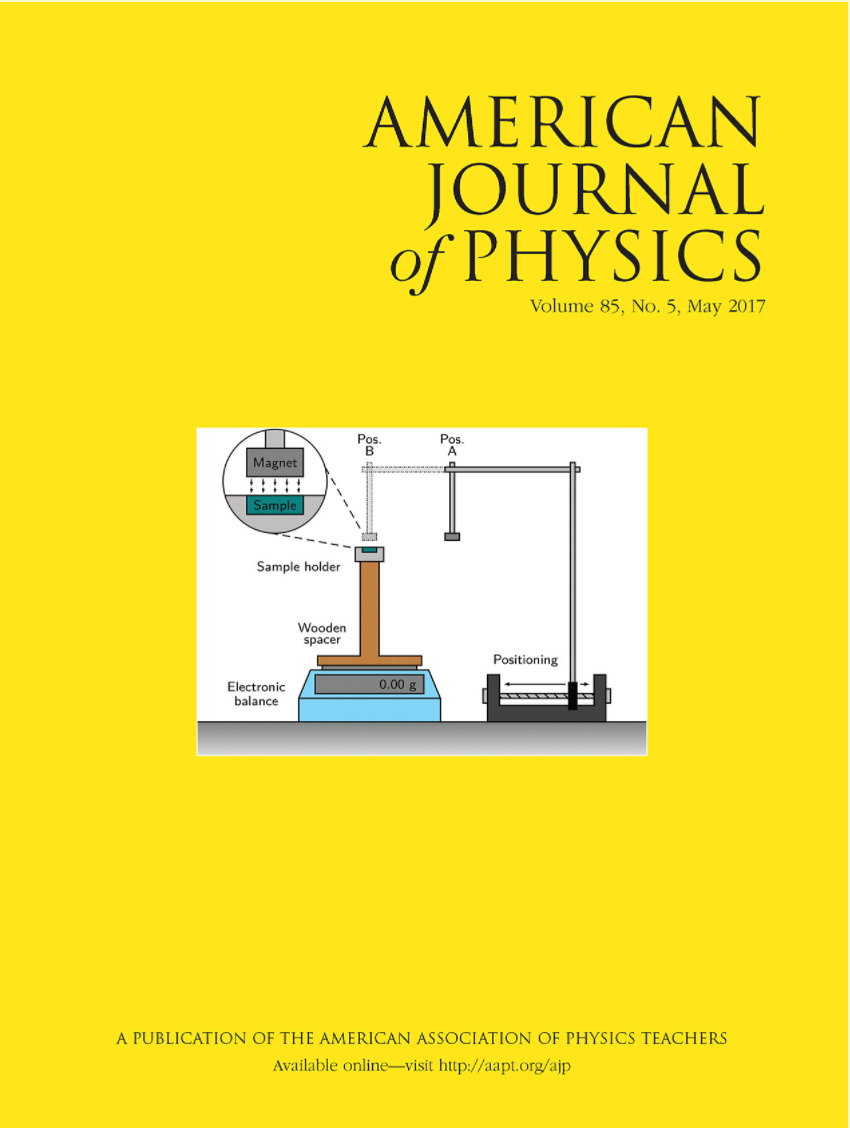 AMERICAN
JOURNAL
of PHYSICS
Volume 85, No. 5, May 2017
Pos.
B
Pos.
A
Magnet
Sample
Sample holder
Wooden
spacer
Positioning
Electronic
balance
0.00 g
A PUBLICATION OF THE AMERICAN ASSOCIATION OF PHYSICS TEACHERS
Available online—visit http://aapt.org/ajp